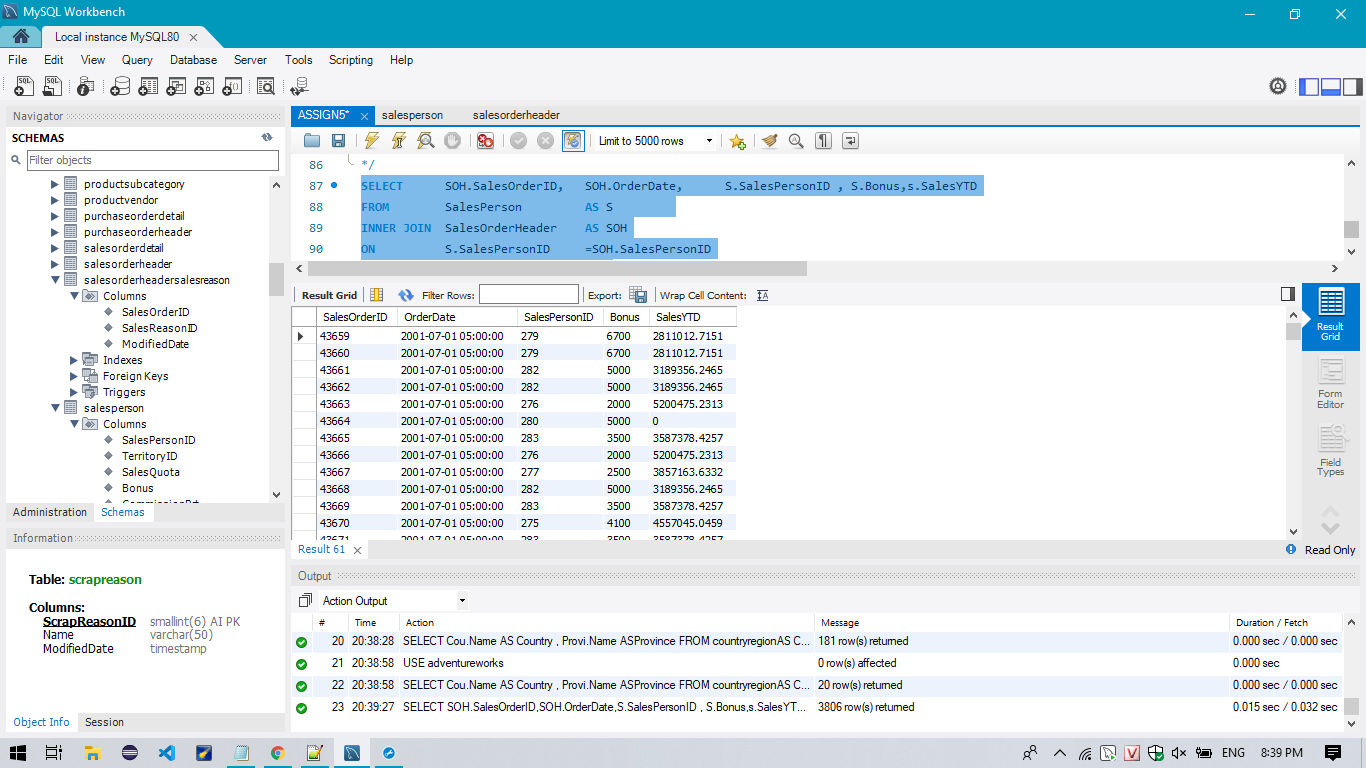 MySQL Workbench
Local instance MySQL80
File Edit View Query Database Server Tools Scripting Help
Navigator
SCHEMAS
Filter objects
productsubcategory
productvendor
purchaseorderdetail
purchaseorderheader
salesorderdetail
salesorderheader
salesorderheadersalesreason
Columns
SalesOrderID
SalesReasonID
ModifiedDate
Indexes
Foreign Keys
Triggers
salesperson
Columns
SalesPersonID
TerritoryID
SalesQuota
Bonus
Administration Schemas
Information
Table: scrapreason
Columns:
ScrapReasonID smallint(6) AI PK
Name varchar(50)
ModifiedDate timestamp
Object Info Session
ASSIGN5* salesperson salesorderheader
Limit to 5000 rows
86 */
87 SELECT SOH.SalesOrderID, SOH.OrderDate, S.SalesPersonID , S.Bonus,s.SalesYTD
88 FROM SalesPerson AS S
89 INNER JOIN SalesOrderHeader AS SOH
90 ON S.SalesPersonID =SOH.SalesPersonID
Result Grid Filter Rows: Export: Wrap Cell Content:
SalesOrderID OrderDate SalesPersonID Bonus SalesYTD
43659 2001-07-01 05:00:00 279 6700 2811012.7151
43660 2001-07-01 05:00:00 279 6700 2811012.7151
43661 2001-07-01 05:00:00 282 5000 3189356.2465
43662 2001-07-01 05:00:00 282 5000 3189356.2465
43663 2001-07-01 05:00:00 276 2000 5200475.2313
43664 2001-07-01 05:00:00 280 5000 0
43665 2001-07-01 05:00:00 283 3500 3587378.4257
43666 2001-07-01 05:00:00 276 2000 5200475.2313
43667 2001-07-01 05:00:00 277 2500 3857163.6332
43668 2001-07-01 05:00:00 282 5000 3189356.2465
43669 2001-07-01 05:00:00 283 3500 3587378.4257
43670 2001-07-01 05:00:00 275 4100 4557045.0459
43671 2001-07-01 05:00:00 283 3500 3587378.4257
Result Grid
Form Editor
Field Types
Result 61
Read Only
Output
Action Output
# Time Action Message Duration / Fetch
20 20:38:28 SELECT Cou.Name AS Country , Provi.Name ASProvince FROM countryregionAS C... 181 row(s) returned 0.000 sec / 0.000 sec
21 20:38:58 USE adventureworks 0 row(s) affected 0.000 sec
22 20:38:58 SELECT Cou.Name AS Country , Provi.Name ASProvince FROM countryregionAS C... 20 row(s) returned 0.000 sec / 0.000 sec
23 20:39:27 SELECT SOH.SalesOrderID,SOH.OrderDate,S.SalesPersonID , S.Bonus,s.SalesYT... 3806 row(s) returned 0.015 sec / 0.032 sec
ENG 8:39 PM